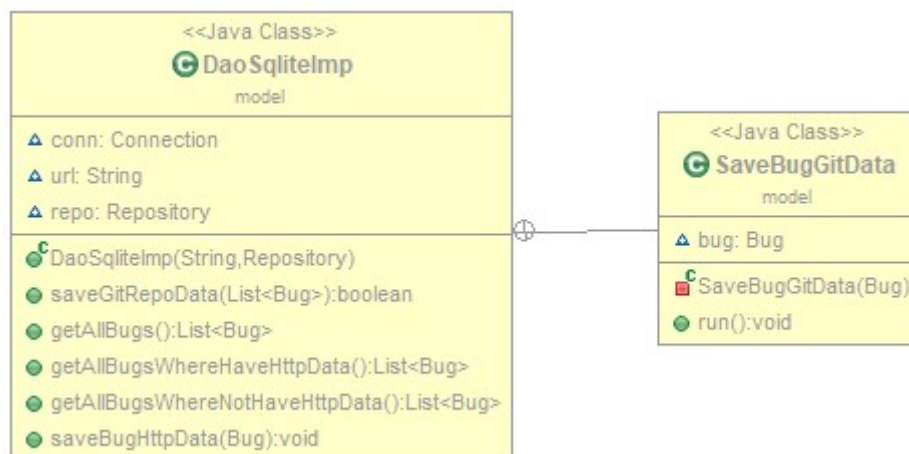 <<Java Class>>
DaoSqliteImp
model
conn: Connection
url: String
repo: Repository
DaoSqliteImp(String,Repository)
saveGitRepoData(List<Bug>):boolean
getAllBugs():List<Bug>
getAllBugsWhereHaveHttpData():List<Bug>
getAllBugsWhereNotHaveHttpData():List<Bug>
saveBugHttpData(Bug):void
<<Java Class>>
SaveBugGitData
model
bug: Bug
SaveBugGitData(Bug)
run():void